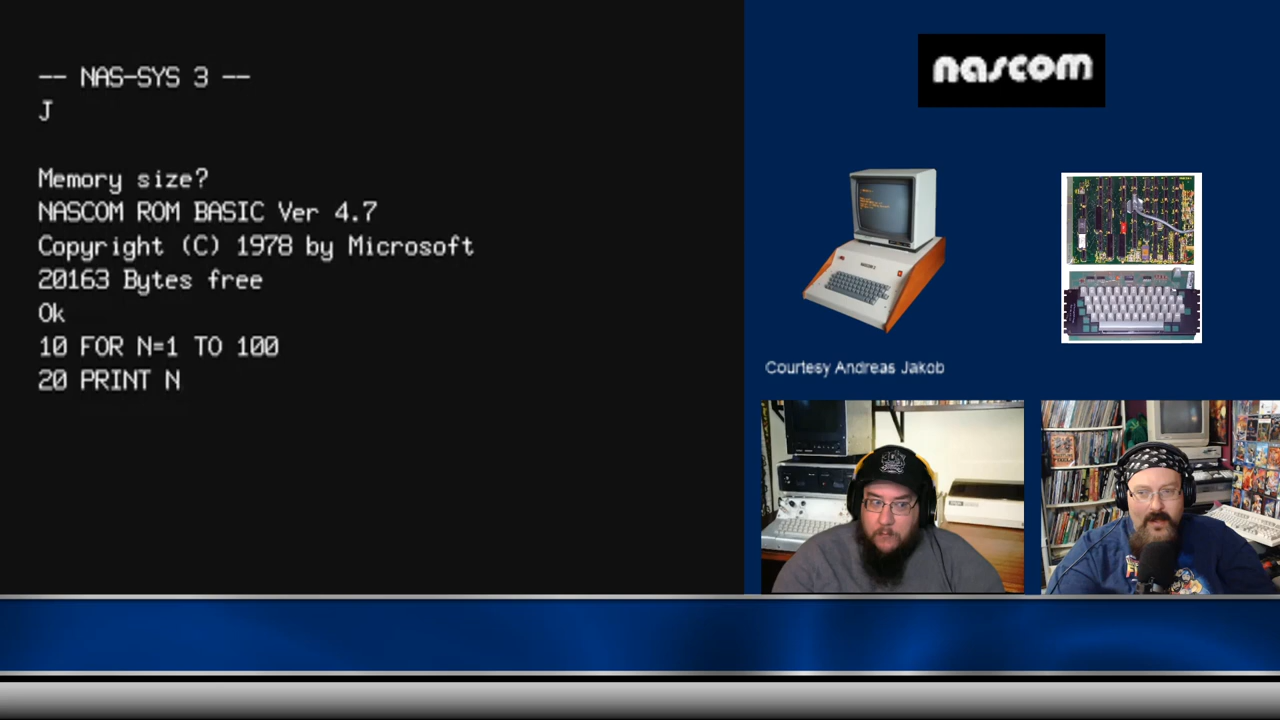 -- NAS-SYS 3 --
J
Memory size?
NASCOM ROM BASIC Ver 4.7
Copyright (C) 1978 by Microsoft
20163 Bytes free
Ok
10 FOR N=1 TO 100
20 PRINT N
nascom
Courtesy Andreas Jakob